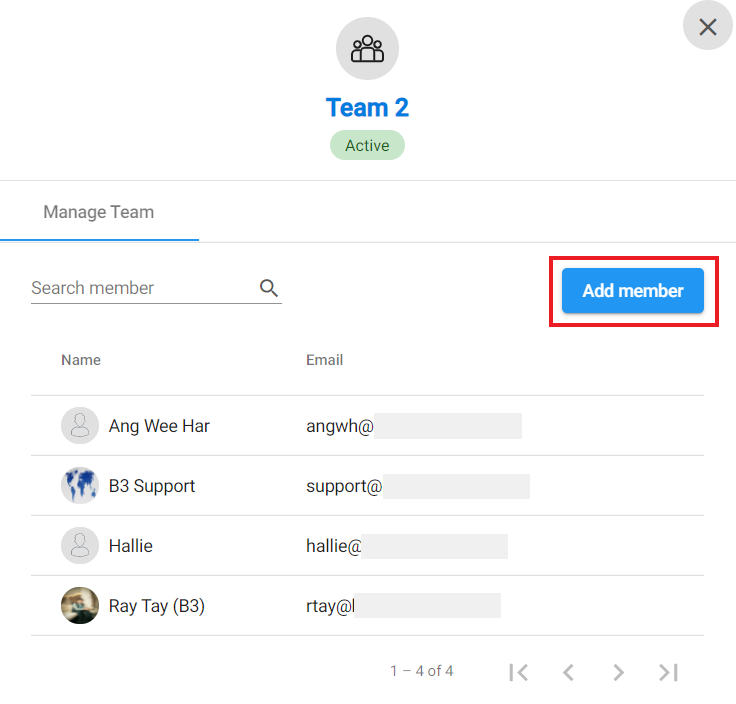 Team 2
Active
Manage Team
Search member
Add member
Name Email
Ang Wee Har angwh@
B3 Support support@
Hallie hallie@
Ray Tay (B3) rtay@
1 – 4 of 4